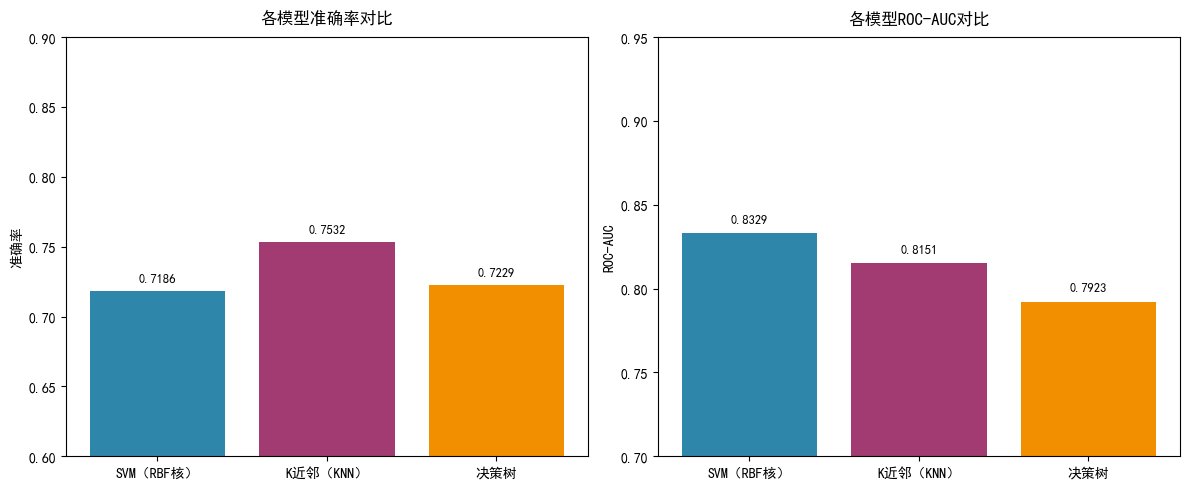 各模型准确率对比
准确率
0.90
0.85
0.80
0.75
0.70
0.65
0.60
0.7186
0.7532
0.7229
SVM（RBF核）
K近邻（KNN）
决策树
各模型ROC-AUC对比
ROC-AUC
0.95
0.90
0.85
0.80
0.75
0.70
0.8329
0.8151
0.7923
SVM（RBF核）
K近邻（KNN）
决策树